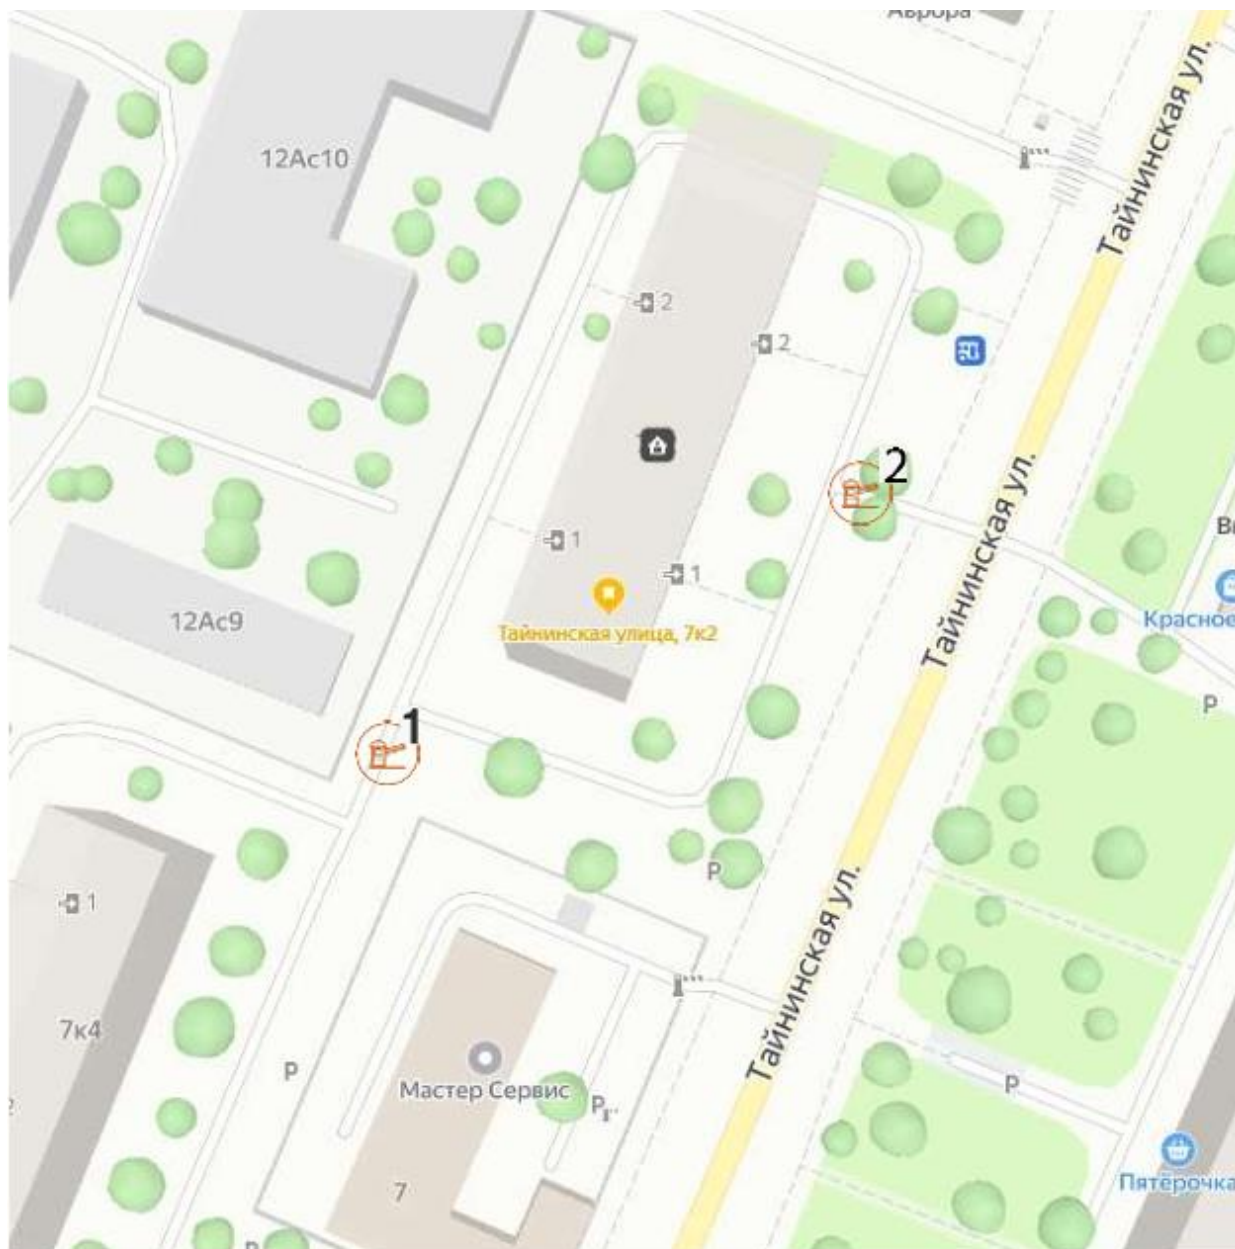 Аврора
Тайнинская ул.
12Ас10
2
2
2
Тайнинская ул.
1
1
Красное
12Ас9
Тайнинская улица, 7к2
P
1
P
1
7к4
Тайнинская ул.
P
Мастер Сервис
P
P
Пятёрочка
7